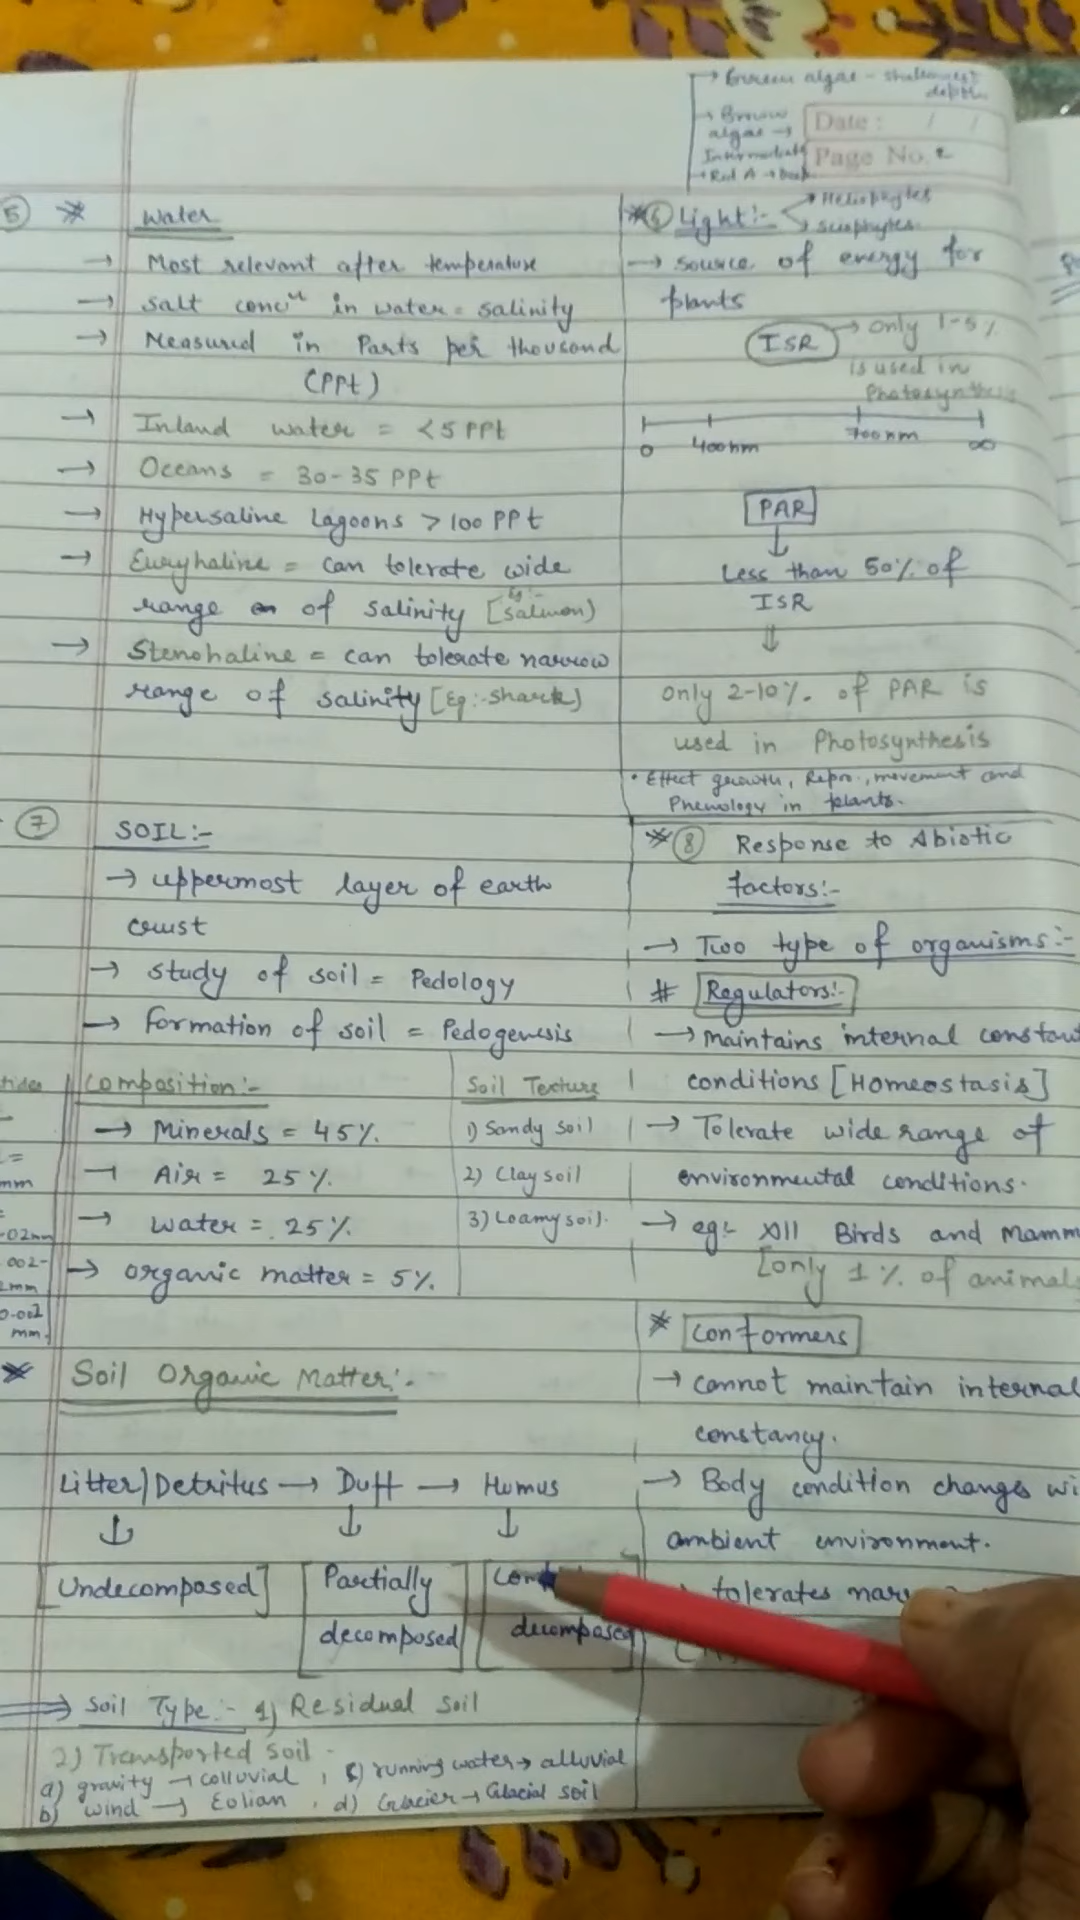 → Green algae - shallowest depth
→ Brown algae →
Intermediate
→ Red A → Deep
Date : / /
Page No.
5 * Water
→ Most relevant after temperature
→ Salt concⁿ in water = salinity
→ Measured in Parts per thousand
(PPt)
→ Inland water = <5 PPt
→ Oceans = 30-35 PPt
→ Hypersaline Lagoons > 100 PPt
→ Euryhaline = can tolerate wide
range of salinity [eg:- salmon)
→ Stenohaline = can tolerate narrow
range of salinity [Eg:- Shark)
* 6 Light:-
→ Heliophytes
→ Sciophytes
→ source of energy for
plants
ISR → Only 1-5%
is used in
Photosynthesis
0 400nm 700nm ∞
PAR
↓
Less than 50% of
ISR
⇓
Only 2-10% of PAR is
used in Photosynthesis
• Effect growth, Repro., movement and
Phenology in plants.
7 SOIL:-
→ uppermost layer of earth
crust
→ study of soil = Pedology
→ Formation of soil = Pedogenesis
Composition:-
→ Minerals = 45%
→ Air = 25%
→ Water = 25%
→ organic matter = 5%
Soil Texture
1) Sandy soil
2) Clay soil
3) Loamy soil.
=
mm
02mm
002-
2mm
0.002
mm.
* Soil Organic Matter:-
Litter/Detritus → Duff → Humus
↓ ↓ ↓
[Undecomposed] [Partially
decomposed] decomposed
⇒ Soil Type:- 1) Residual soil
2) Transported soil -
a) gravity → colluvial, c) running water → alluvial
b) wind → Eolian, d) Glacier → Glacial soil
* 8 Response to Abiotic
factors:-
→ Two type of organisms:-
# Regulators:-
→ Maintains internal constant
conditions [Homeostasis]
→ Tolerate wide range of
environmental conditions.
→ eg:- All Birds and Mamm
[only 1% of animals
* Conformers
→ cannot maintain internal
constancy.
→ Body condition changes wi
ambient environment.
→ tolerates